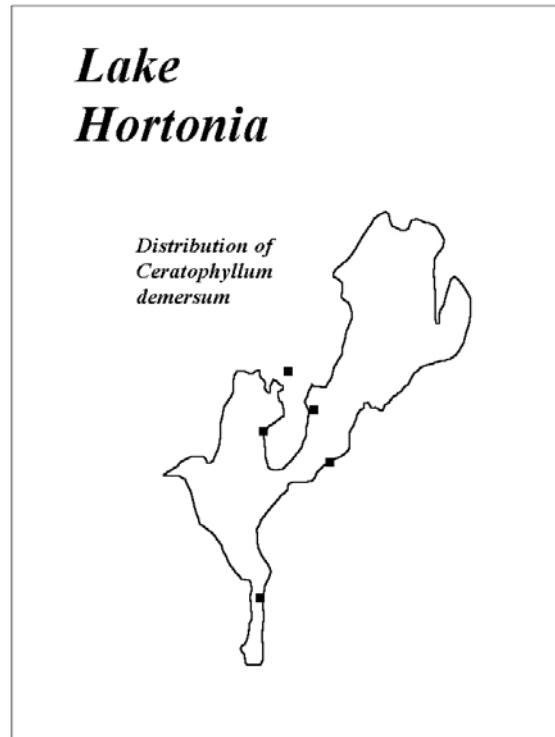 Lake
Hortonia
Distribution of
Ceratophyllum
demersum